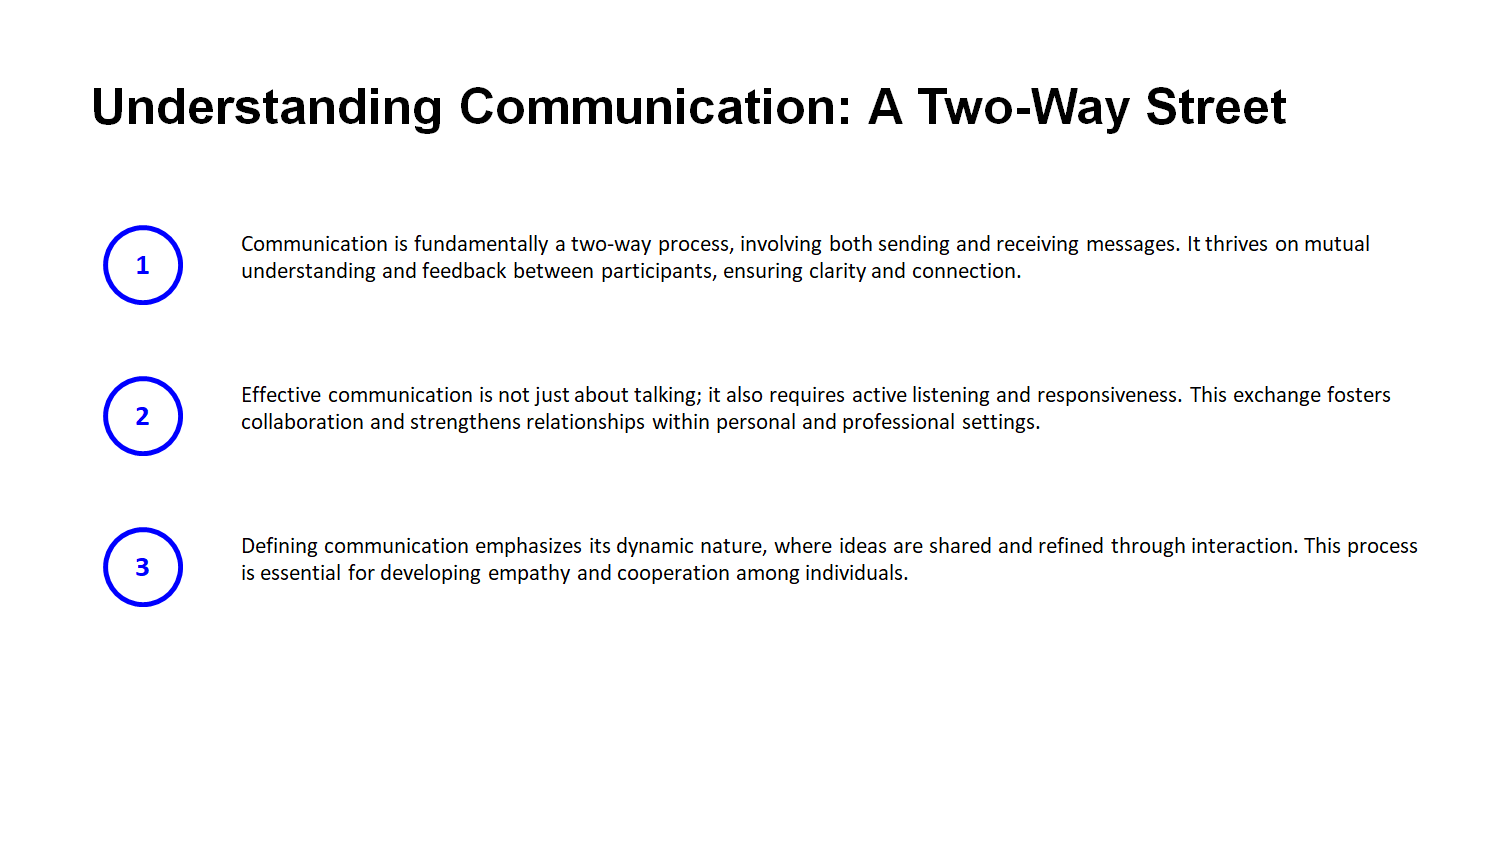 Understanding Communication: A Two-Way Street
1
Communication is fundamentally a two-way process, involving both sending and receiving messages. It thrives on mutual
understanding and feedback between participants, ensuring clarity and connection.
2
Effective communication is not just about talking; it also requires active listening and responsiveness. This exchange fosters
collaboration and strengthens relationships within personal and professional settings.
3
Defining communication emphasizes its dynamic nature, where ideas are shared and refined through interaction. This process
is essential for developing empathy and cooperation among individuals.